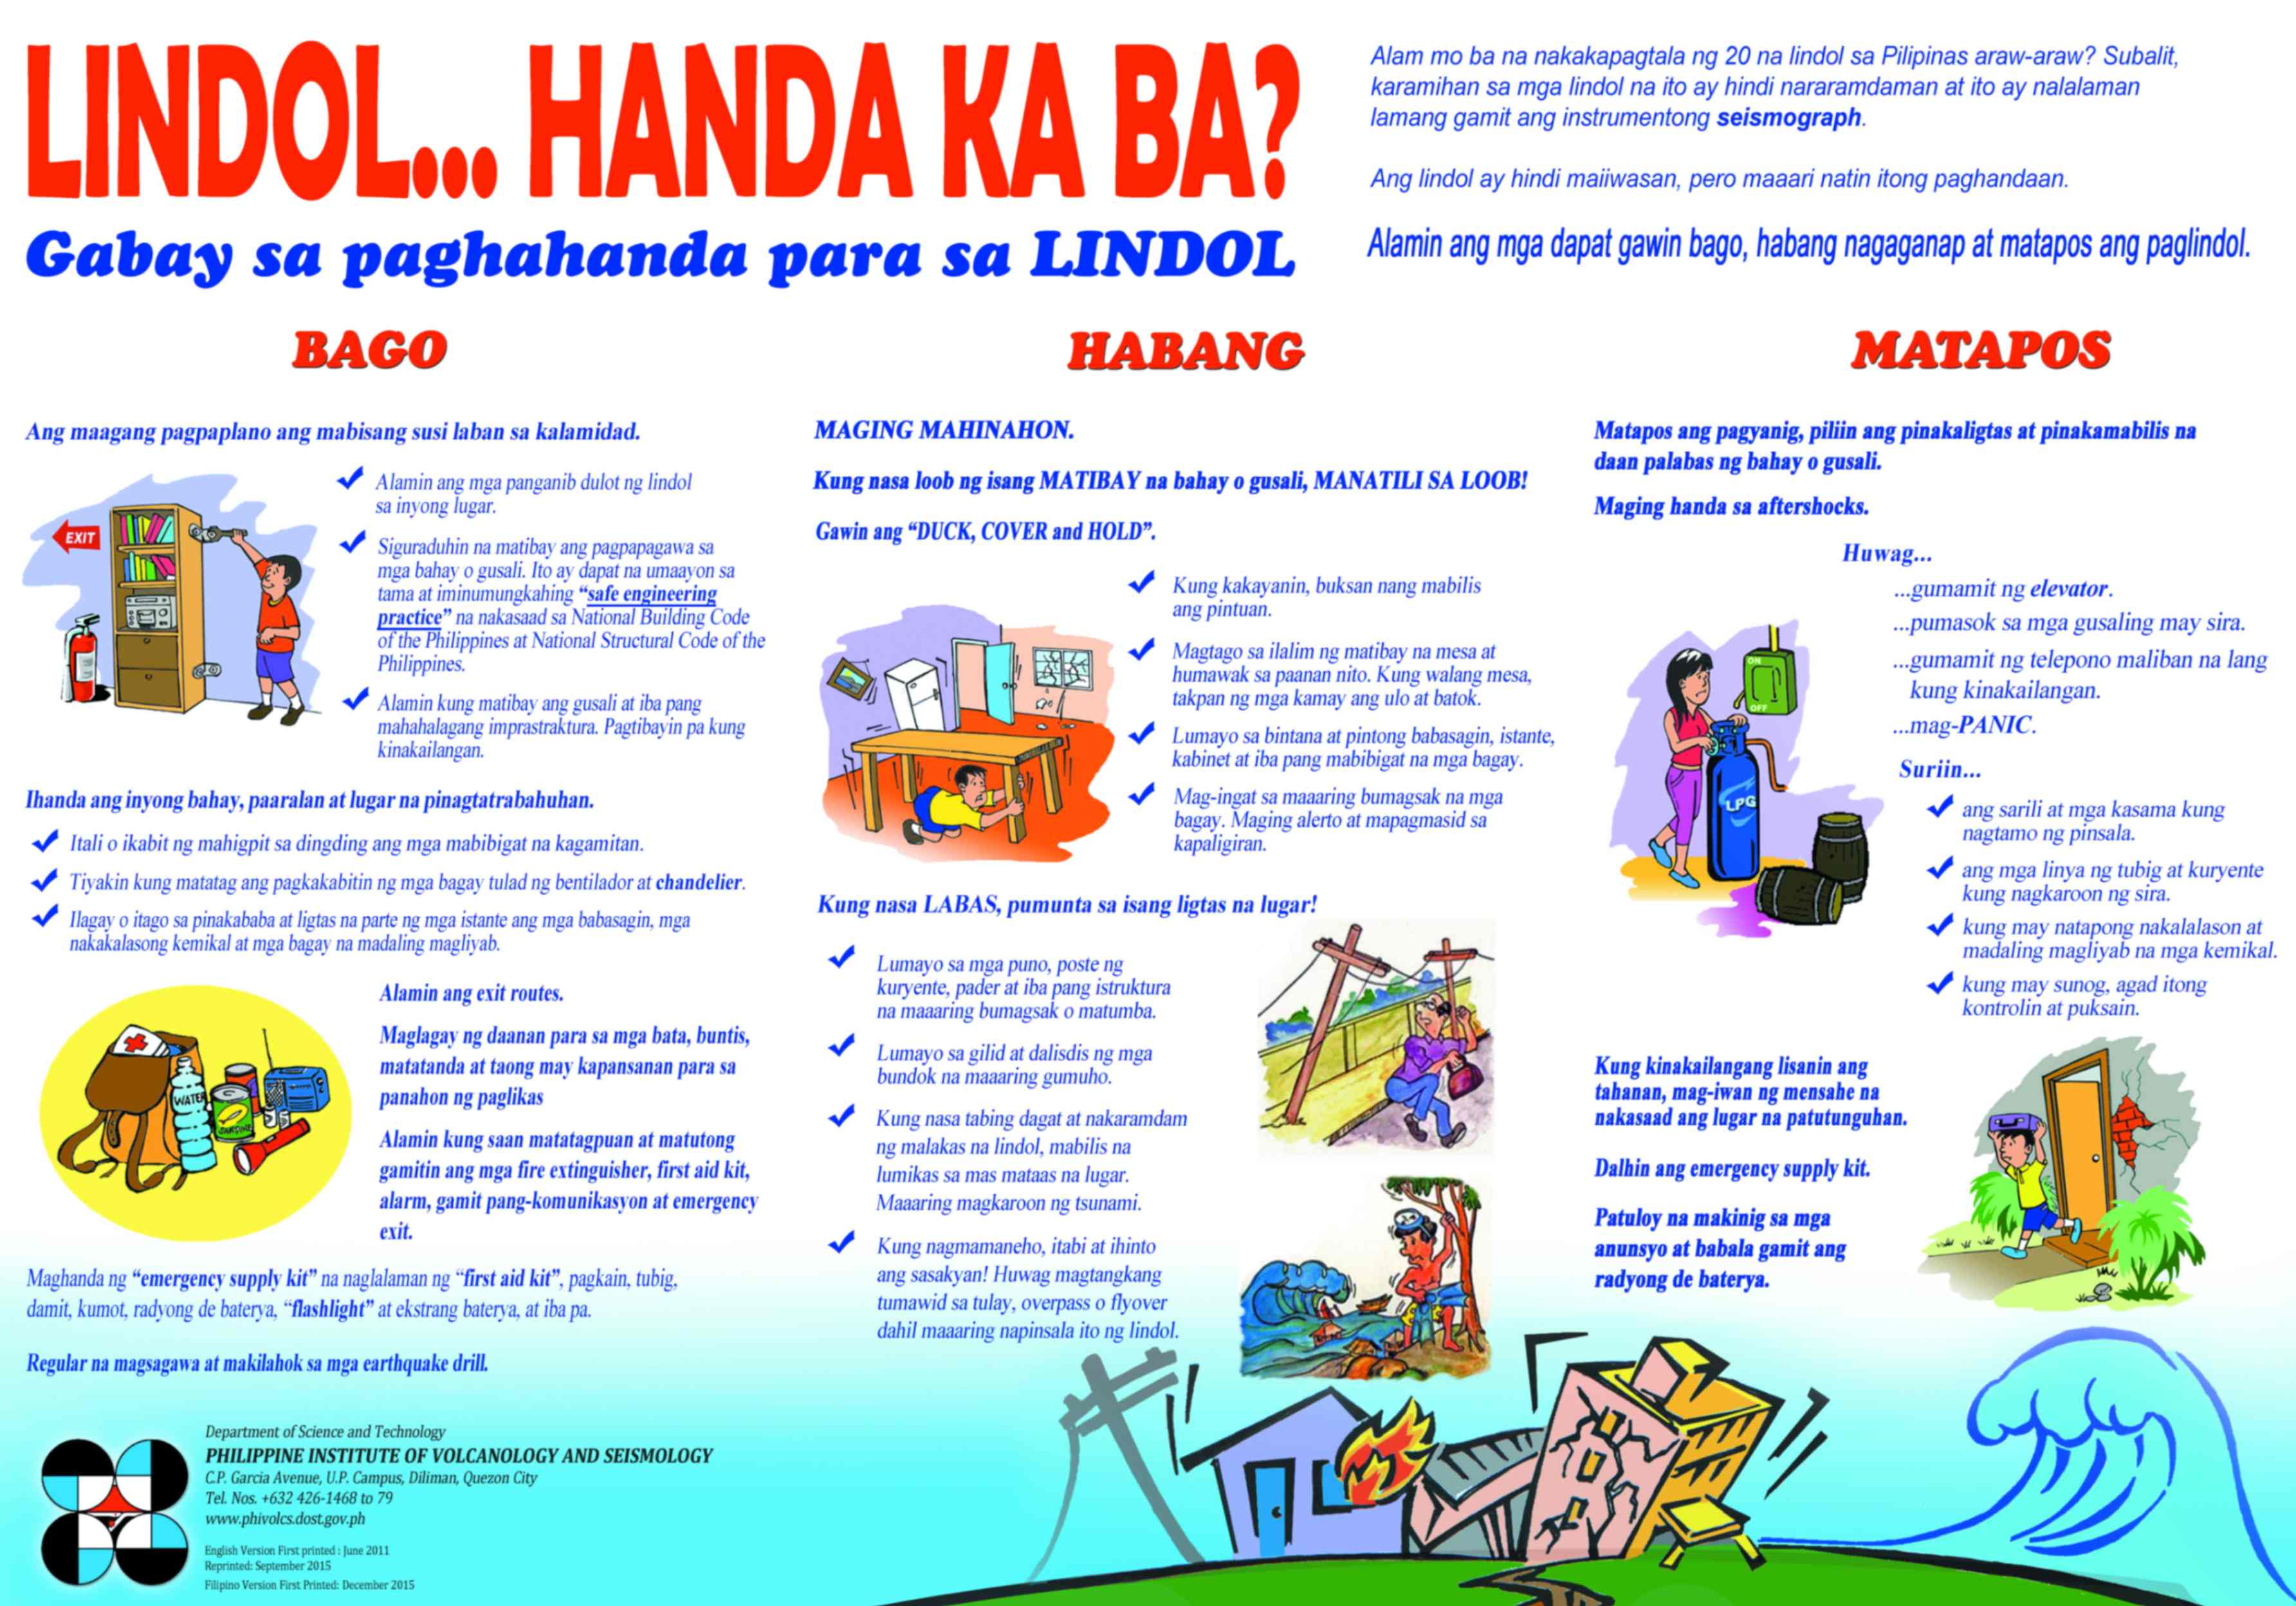 LINDOL... HANDA KA BA?
Gabay sa paghahanda para sa LINDOL
Alam mo ba na nakakapagtala ng 20 na lindol sa Pilipinas araw-araw? Subalit,
karamihan sa mga lindol na ito ay hindi nararamdaman at ito ay nalalaman
lamang gamit ang instrumentong seismograph.
Ang lindol ay hindi maiiwasan, pero maaari natin itong paghandaan.
Alamin ang mga dapat gawin bago, habang nagaganap at matapos ang paglindol.
BAGO
Ang maagang pagpaplano ang mabisang susi laban sa kalamidad.
EXIT
Alamin ang mga panganib dulot ng lindol
sa inyong lugar.
Siguraduhin na matibay ang pagpapagawa sa
mga bahay o gusali. Ito ay dapat na umaayon sa
tama at iminumungkahing “safe engineering
practice” na nakasaad sa National Building Code
of the Philippines at National Structural Code of the
Philippines.
Alamin kung matibay ang gusali at iba pang
mahahalagang imprastraktura. Pagtibayin pa kung
kinakailangan.
Ihanda ang inyong bahay, paaralan at lugar na pinagtatrabahuhan.
Itali o ikabit ng mahigpit sa dingding ang mga mabibigat na kagamitan.
Tiyakin kung matatag ang pagkakabitin ng mga bagay tulad ng bentilador at chandelier.
Ilagay o itago sa pinakababa at ligtas na parte ng mga istante ang mga babasagin, mga
nakakalasong kemikal at mga bagay na madaling magliyab.
WATER
SARDINE
Alamin ang exit routes.
Maglagay ng daanan para sa mga bata, buntis,
matatanda at taong may kapansanan para sa
panahon ng paglikas
Alamin kung saan matatagpuan at matutong
gamitin ang mga fire extinguisher, first aid kit,
alarm, gamit pang-komunikasyon at emergency
exit.
Maghanda ng “emergency supply kit” na naglalaman ng “first aid kit”, pagkain, tubig,
damit, kumot, radyong de baterya, “flashlight” at ekstrang baterya, at iba pa.
Regular na magsagawa at makilahok sa mga earthquake drill.
Department of Science and Technology
PHILIPPINE INSTITUTE OF VOLCANOLOGY AND SEISMOLOGY
C.P. Garcia Avenue, U.P. Campus, Diliman, Quezon City
Tel. Nos. +632 426-1468 to 79
www.phivolcs.dost.gov.ph
English Version First printed : June 2011
Reprinted: September 2015
Filipino Version First Printed: December 2015
HABANG
MAGING MAHINAHON.
Kung nasa loob ng isang MATIBAY na bahay o gusali, MANATILI SA LOOB!
Gawin ang “DUCK, COVER and HOLD”.
Kung kakayanin, buksan nang mabilis
ang pintuan.
Magtago sa ilalim ng matibay na mesa at
humawak sa paanan nito. Kung walang mesa,
takpan ng mga kamay ang ulo at batok.
Lumayo sa bintana at pintong babasagin, istante,
kabinet at iba pang mabibigat na mga bagay.
Mag-ingat sa maaaring bumagsak na mga
bagay. Maging alerto at mapagmasid sa
kapaligiran.
Kung nasa LABAS, pumunta sa isang ligtas na lugar!
Lumayo sa mga puno, poste ng
kuryente, pader at iba pang istruktura
na maaaring bumagsak o matumba.
Lumayo sa gilid at dalisdis ng mga
bundok na maaaring gumuho.
Kung nasa tabing dagat at nakaramdam
ng malakas na lindol, mabilis na
lumikas sa mas mataas na lugar.
Maaaring magkaroon ng tsunami.
Kung nagmamaneho, itabi at ihinto
ang sasakyan! Huwag magtangkang
tumawid sa tulay, overpass o flyover
dahil maaaring napinsala ito ng lindol.
MATAPOS
Matapos ang pagyanig, piliin ang pinakaligtas at pinakamabilis na
daan palabas ng bahay o gusali.
Maging handa sa aftershocks.
Huwag...
...gumamit ng elevator.
...pumasok sa mga gusaling may sira.
...gumamit ng telepono maliban na lang
kung kinakailangan.
...mag-PANIC.
ON
OFF
LPG
Suriin...
ang sarili at mga kasama kung
nagtamo ng pinsala.
ang mga linya ng tubig at kuryente
kung nagkaroon ng sira.
kung may natapong nakalalason at
madaling magliyab na mga kemikal.
kung may sunog, agad itong
kontrolin at puksain.
Kung kinakailangang lisanin ang
tahanan, mag-iwan ng mensahe na
nakasaad ang lugar na patutunguhan.
Dalhin ang emergency supply kit.
Patuloy na makinig sa mga
anunsyo at babala gamit ang
radyong de baterya.